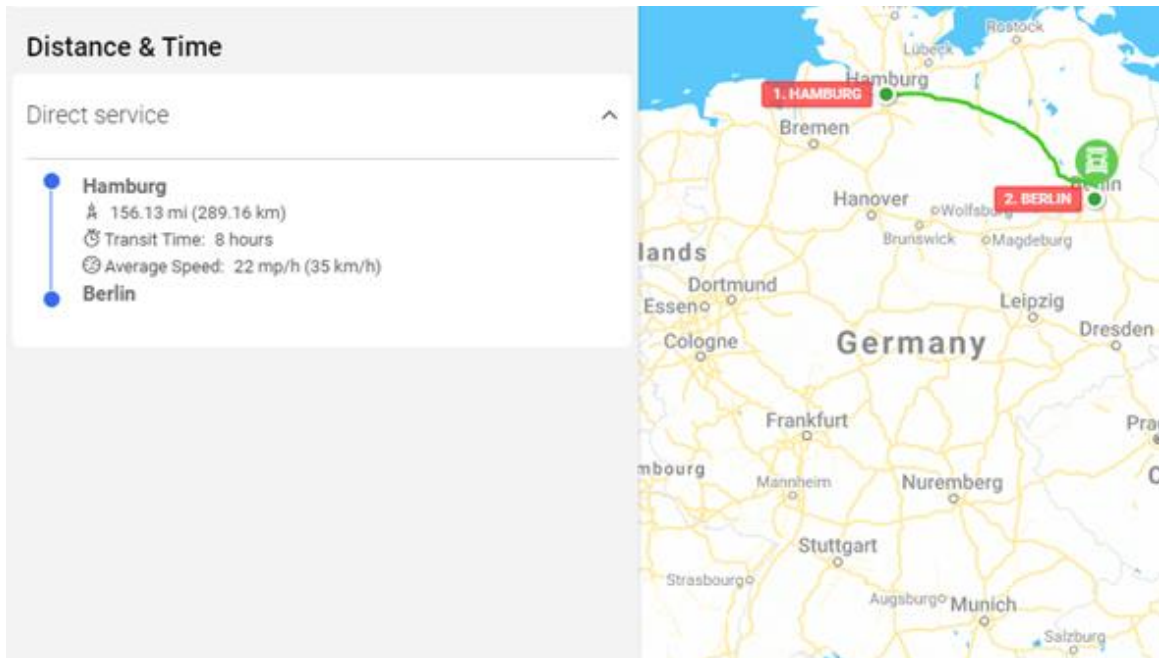 Distance & Time
Direct service
Hamburg
156.13 mi (289.16 km)
Transit Time: 8 hours
Average Speed: 22 mp/h (35 km/h)
Berlin
Rostock
Lübeck
Hamburg
1. HAMBURG
Bremen
Berlin
2. BERLIN
Hanover
Wolfsburg
Brunswick
Magdeburg
lands
Dortmund
Essen
Leipzig
Cologne
Germany
Dresden
Frankfurt
Pra
mbourg
Mannheim
Nuremberg
C
Stuttgart
Strasbourg
Augsburg
Munich
Salzburg